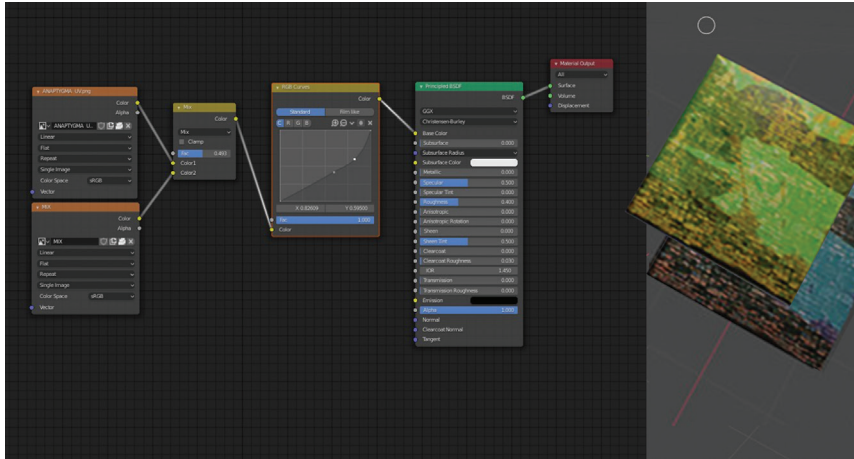 ANAPTYGMA UV.png
Color
Alpha
ANAPTYGMA U...
Linear
Flat
Repeat
Single Image
Color Space
sRGB
Vector
MIX
Color
Alpha
MIX
Linear
Flat
Repeat
Single Image
Color Space
sRGB
Vector
Mix
Color
Mix
Clamp
Fac
0.403
Color1
Color2
RGB Curves
Color
Standard
Film like
C R G B
X 0.82609
Y 0.59500
Fac
1.000
Color
Principled BSDF
BSDF
GGX
Christensen-Burley
Base Color
Subsurface 0.000
Subsurface Radius
Subsurface Color
Metallic 0.000
Specular 0.500
Specular Tint 0.000
Roughness 0.400
Anisotropic 0.000
Anisotropic Rotation 0.000
Sheen 0.000
Sheen Tint 0.500
Clearcoat 0.000
Clearcoat Roughness 0.030
IOR 1.450
Transmission 0.000
Transmission Roughness 0.000
Emission
Alpha 1.000
Normal
Clearcoat Normal
Tangent
Material Output
All
Surface
Volume
Displacement